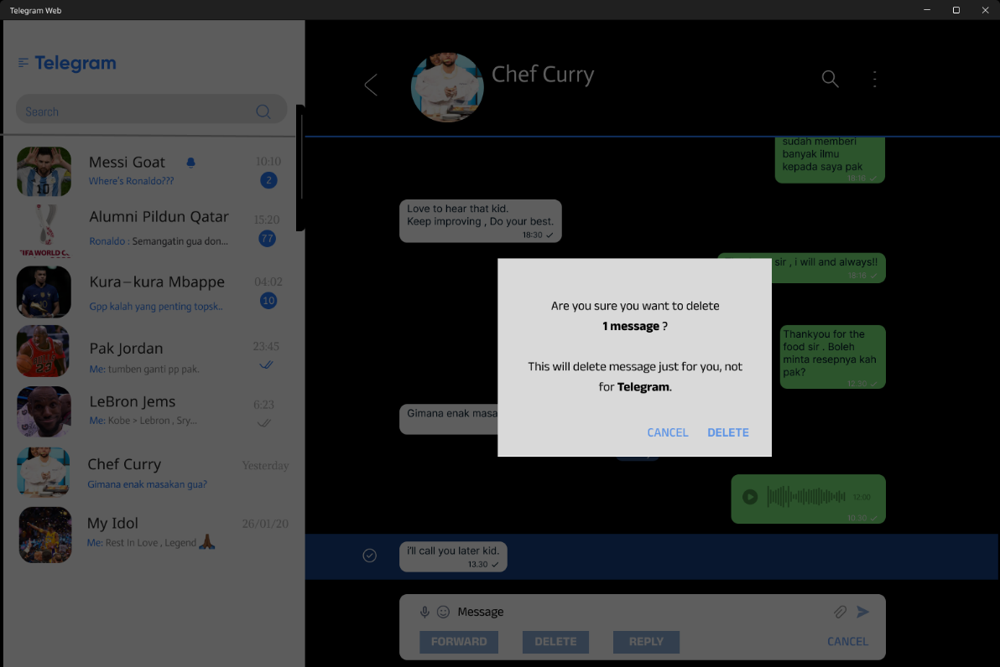 Telegram Web
Telegram
Search
Messi Goat
10:10
Where's Ronaldo???
2
Alumni Pildun Qatar
15:20
Ronaldo : Semangatin gua don...
77
FIFA WORLD C
Kura-kura Mbappe
04:02
Gpp kalah yang penting topsk..
10
Pak Jordan
23:45
Me: tumben ganti pp pak.
LeBron Jems
6:23
Me: Kobe > Lebron , Sry...
Chef Curry
Yesterday
Gimana enak masakan gua?
My Idol
26/01/20
Me: Rest In Love , Legend 🙏🏾
Chef Curry
sudah memberi
banyak ilmu
kepada saya pak
18:16
Love to hear that kid.
Keep improving , Do your best.
18:30
sir , i will and always!!
18:16
Thankyou for the
food sir . Boleh
minta resepnya kah
pak?
12.30
Gimana enak masa
Are you sure you want to delete
1 message ?
This will delete message just for you, not
for Telegram.
CANCEL DELETE
12:00
10.30
i'll call you later kid.
13.30
Message
FORWARD DELETE REPLY CANCEL